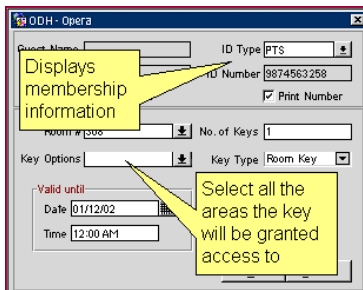 ODH - Opera
Guest Name
ID Type PTS
ID Number 9874563258
Print Number
Displays
membership
information
Room # 308
No. of Keys 1
Key Options
Key Type Room Key
Valid until
Date 01/12/02
Time 12:00 AM
Select all the
areas the key
will be granted
access to